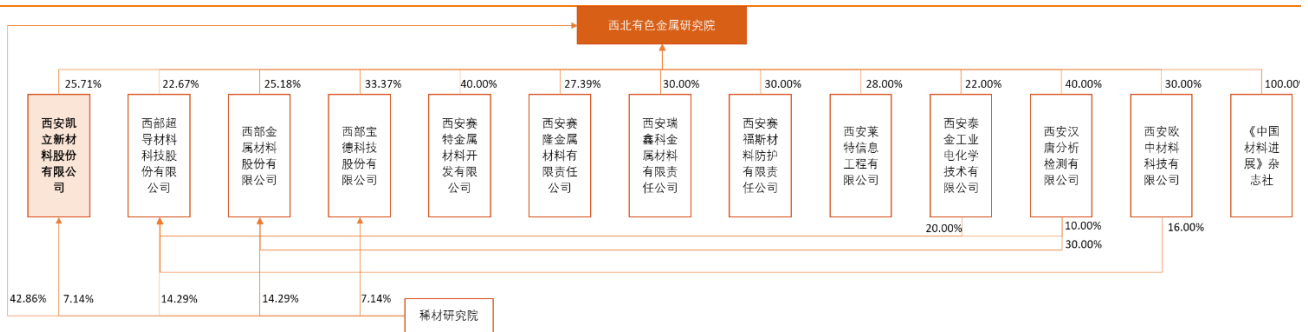 西北有色金属研究院
25.71%
22.67%
25.18%
33.37%
40.00%
27.39%
30.00%
30.00%
28.00%
22.00%
40.00%
30.00%
100.00%
西安凯
立新材
料股份
有限公
司
西部超
导材料
科技股
份有限
公司
西部金
属材料
股份有
限公司
西部宝
德科技
股份有
限公司
西安赛
特金属
材料开
发有限
公司
西安赛
隆金属
材料有
限责任
公司
西安瑞
鑫科金
属材料
有限责
任公司
西安赛
福斯材
料防护
有限责
任公司
西安莱
特信息
工程有
限公司
西安泰
金工业
电化学
技术有
限公司
西安汉
唐分析
检测有
限公司
西安欧
中材料
科技有
限公司
《中国
材料进
展》杂
志社
20.00%
10.00%
16.00%
30.00%
42.86%
7.14%
14.29%
14.29%
7.14%
稀材研究院